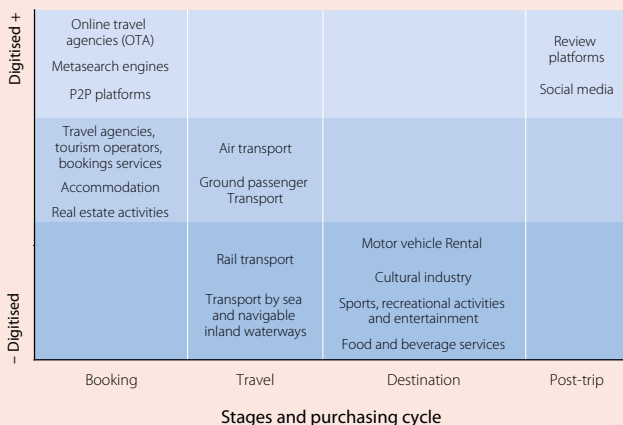 Digitised +
– Digitised
Online travel
agencies (OTA)
Metasearch engines
P2P platforms
Review
platforms
Social media
Travel agencies,
tourism operators,
bookings services
Accommodation
Real estate activities
Air transport
Ground passenger
Transport
Rail transport
Transport by sea
and navigable
inland waterways
Motor vehicle Rental
Cultural industry
Sports, recreational activities
and entertainment
Food and beverage services
Booking
Travel
Destination
Post-trip
Stages and purchasing cycle